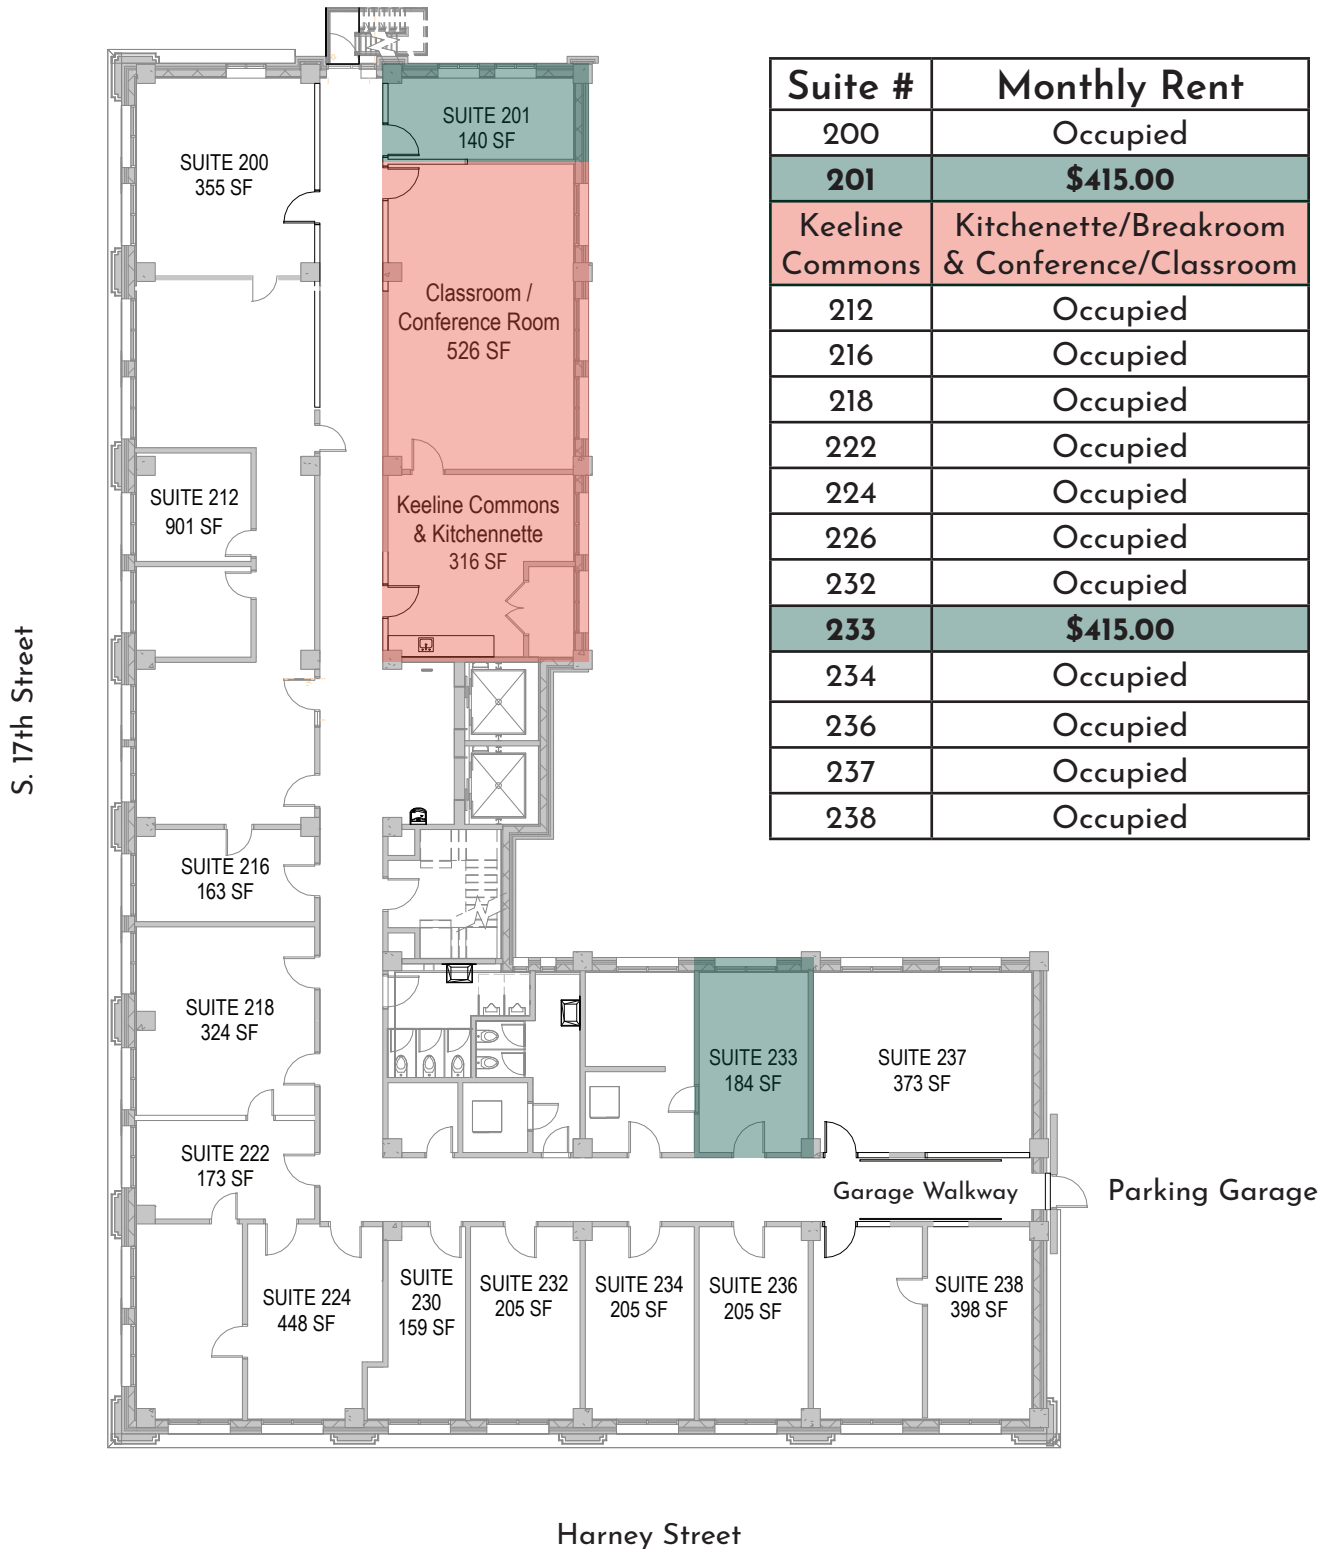 SUITE 200
355 SF
SUITE 201
140 SF
Classroom /
Conference Room
526 SF
SUITE 212
901 SF
Keeline Commons
& Kitchennette
316 SF
S. 17th Street
SUITE 216
163 SF
SUITE 218
324 SF
SUITE 222
173 SF
SUITE 233
184 SF
SUITE 237
373 SF
Garage Walkway
Parking Garage
SUITE 224
448 SF
SUITE
230
159 SF
SUITE 232
205 SF
SUITE 234
205 SF
SUITE 236
205 SF
SUITE 238
398 SF
Harney Street
Suite # Monthly Rent
200 Occupied
201 $415.00
Keeline Kitchenette/Breakroom
Commons & Conference/Classroom
212 Occupied
216 Occupied
218 Occupied
222 Occupied
224 Occupied
226 Occupied
232 Occupied
233 $415.00
234 Occupied
236 Occupied
237 Occupied
238 Occupied